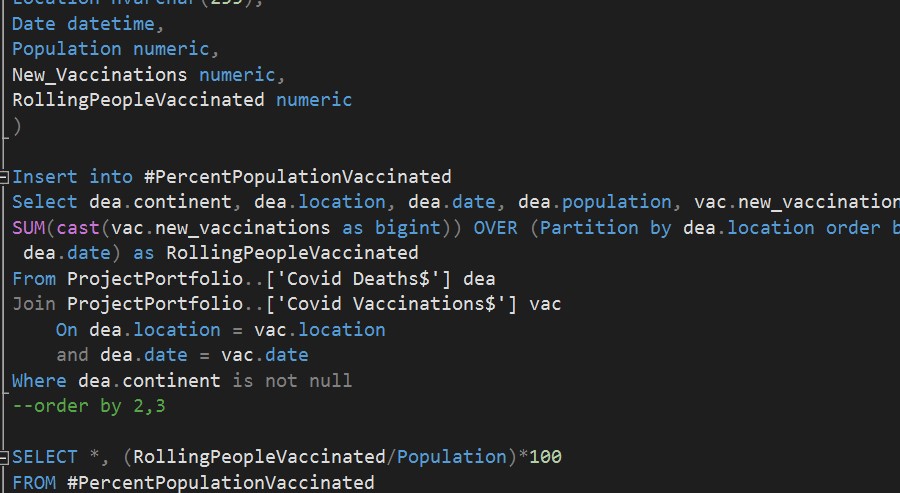 Date datetime,
Population numeric,
New_Vaccinations numeric,
RollingPeopleVaccinated numeric
)
Insert into #PercentPopulationVaccinated
Select dea.continent, dea.location, dea.date, dea.population, vac.new_vaccination
SUM(cast(vac.new_vaccinations as bigint)) OVER (Partition by dea.location order b
dea.date) as RollingPeopleVaccinated
From ProjectPortfolio..['Covid Deaths$'] dea
Join ProjectPortfolio..['Covid Vaccinations$'] vac
On dea.location = vac.location
and dea.date = vac.date
Where dea.continent is not null
--order by 2,3
SELECT *, (RollingPeopleVaccinated/Population)*100
FROM #PercentPopulationVaccinated